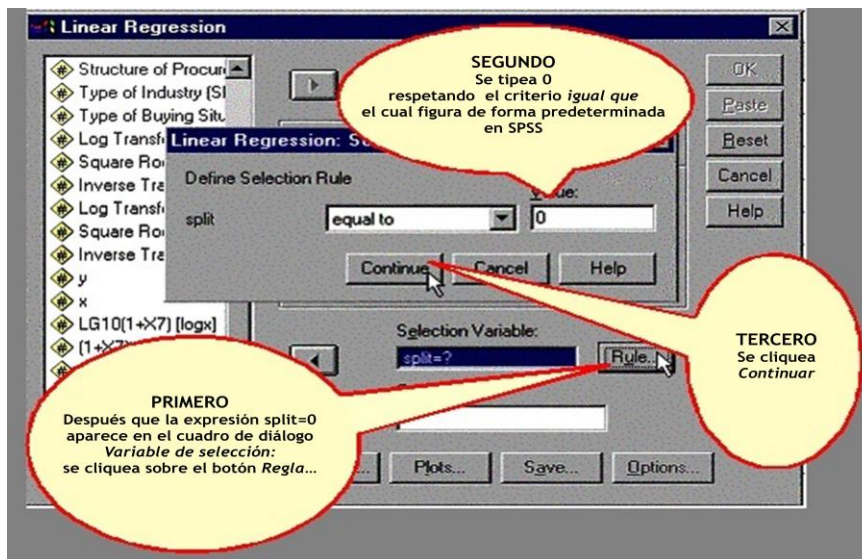 Linear Regression
Structure of Procure
Type of Industry (SI
Type of Buying Situ
Log Transf
Square Ro
Inverse Tra
Log Transf
Square Ro
Inverse Tra
y
x
LG10(1+X7) [logx]
OK
Paste
Reset
Cancel
Help
SEGUNDO
Se tipea 0
respetando el criterio igual que
el cual figura de forma predeterminada
en SPSS
Linear Regression:
Define Selection Rule
split
equal to
0
Continue
Cancel
Help
Selection Variable:
split=?
Rule...
TERCERO
Se cliquea
Continuar
PRIMERO
Después que la expresión split=0
aparece en el cuadro de diálogo
Variable de selección:
se cliquea sobre el botón Regla...
Plots...
Save...
Options...